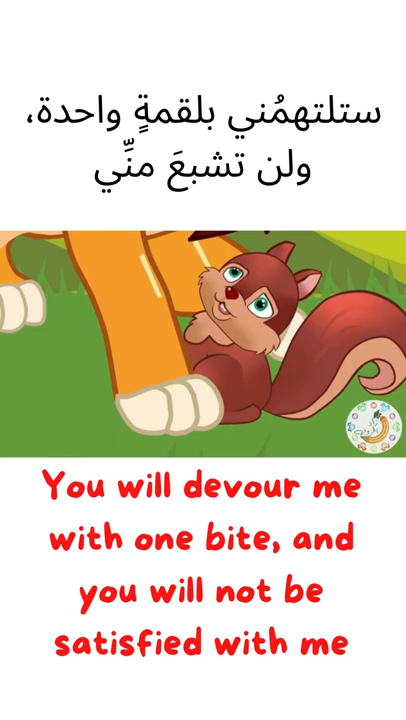 ستلتهمُني بلقمةٍ واحدة،
ولن تشبعَ منِّي
You will devour me
with one bite, and
you will not be
satisfied with me